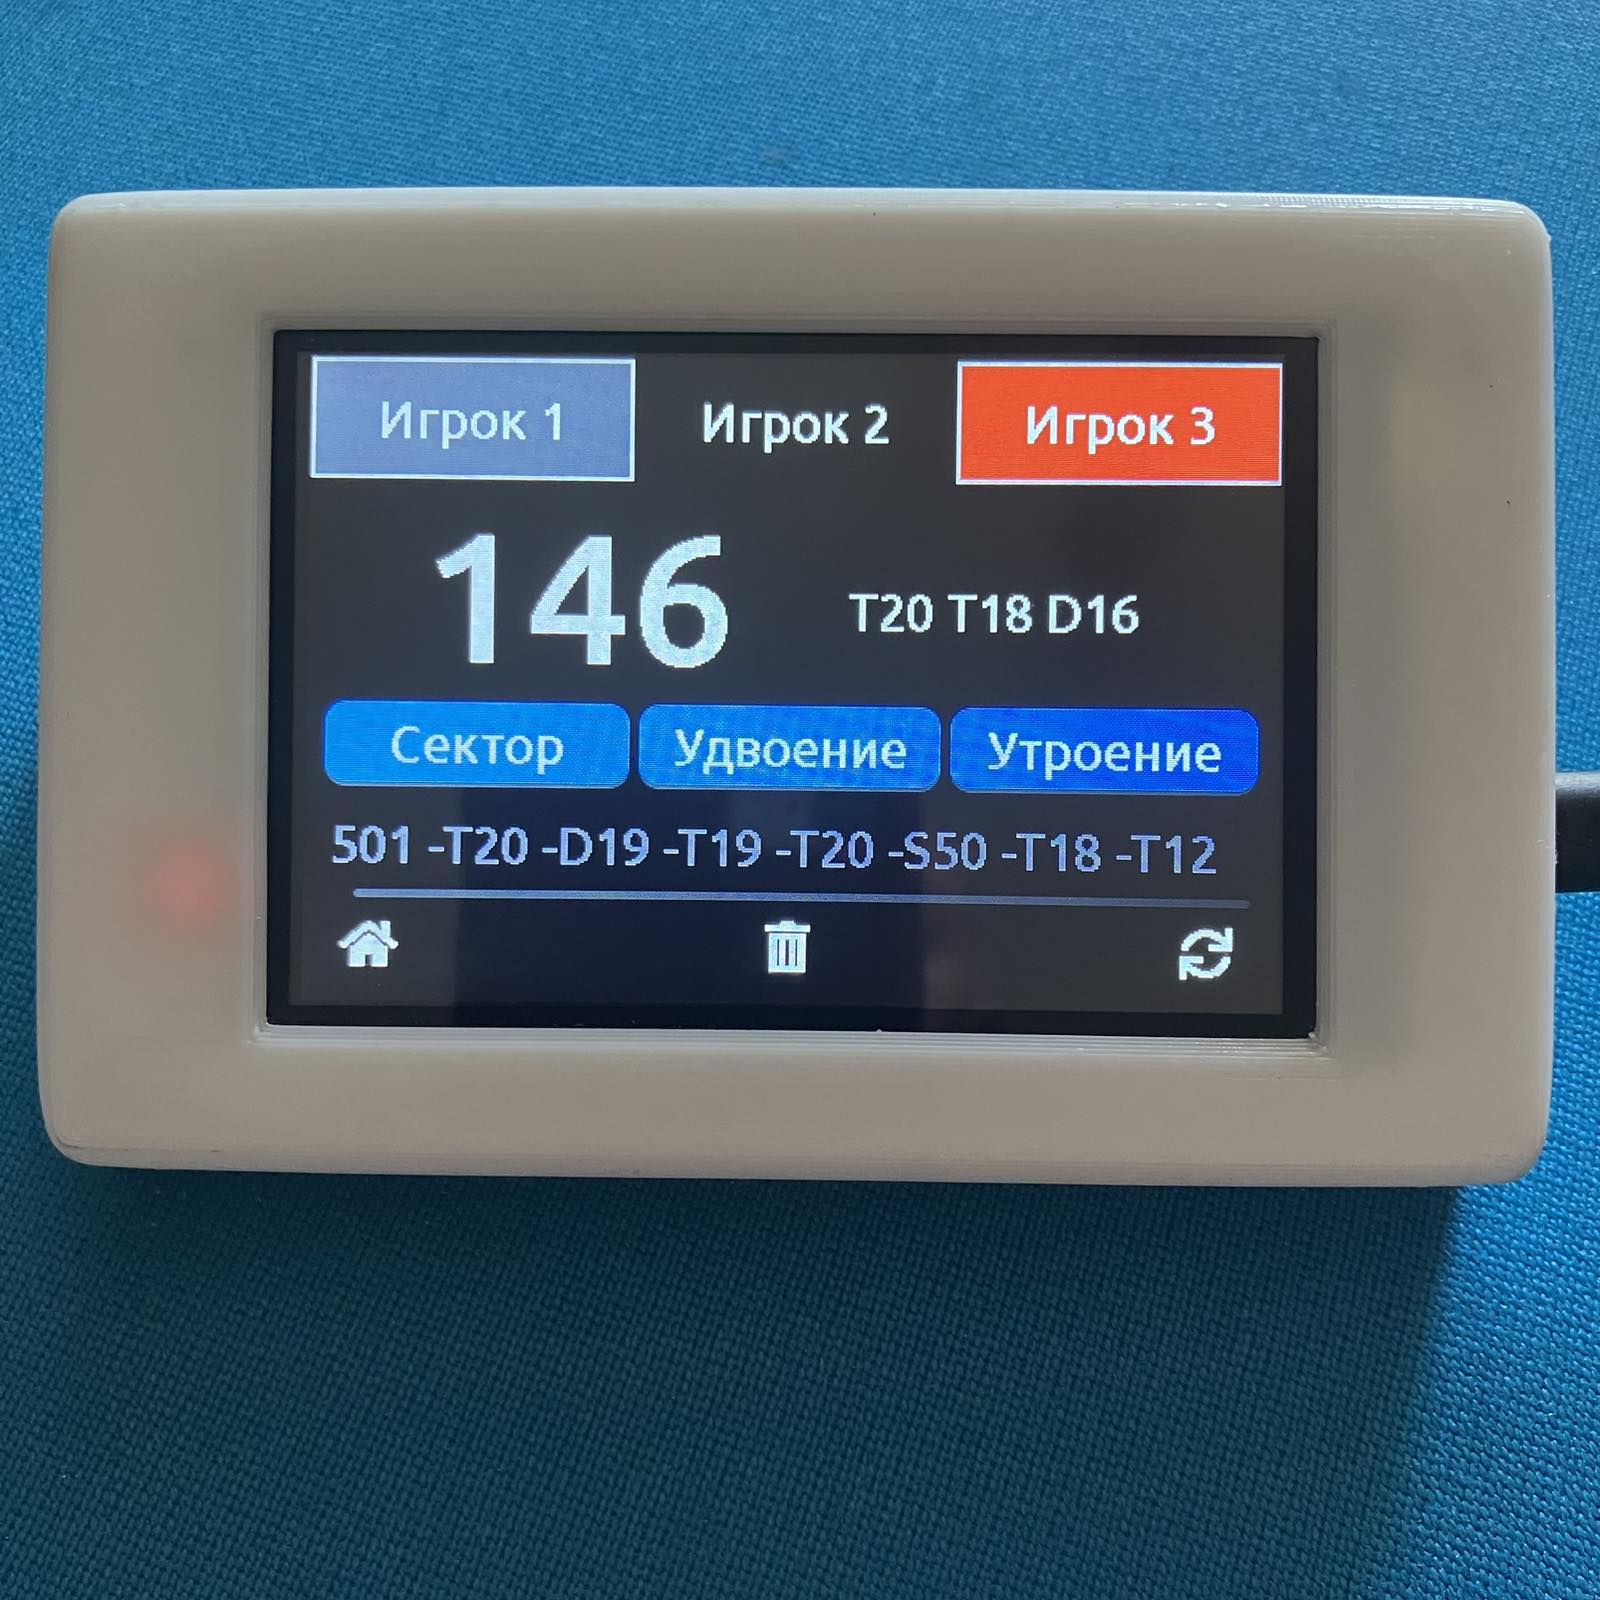 Игрок 1 Игрок 2 Игрок 3
146 T20 T18 D16
Сектор Удвоение Утроение
501 -T20 -D19 -T19 -T20 -S50 -T18 -T12